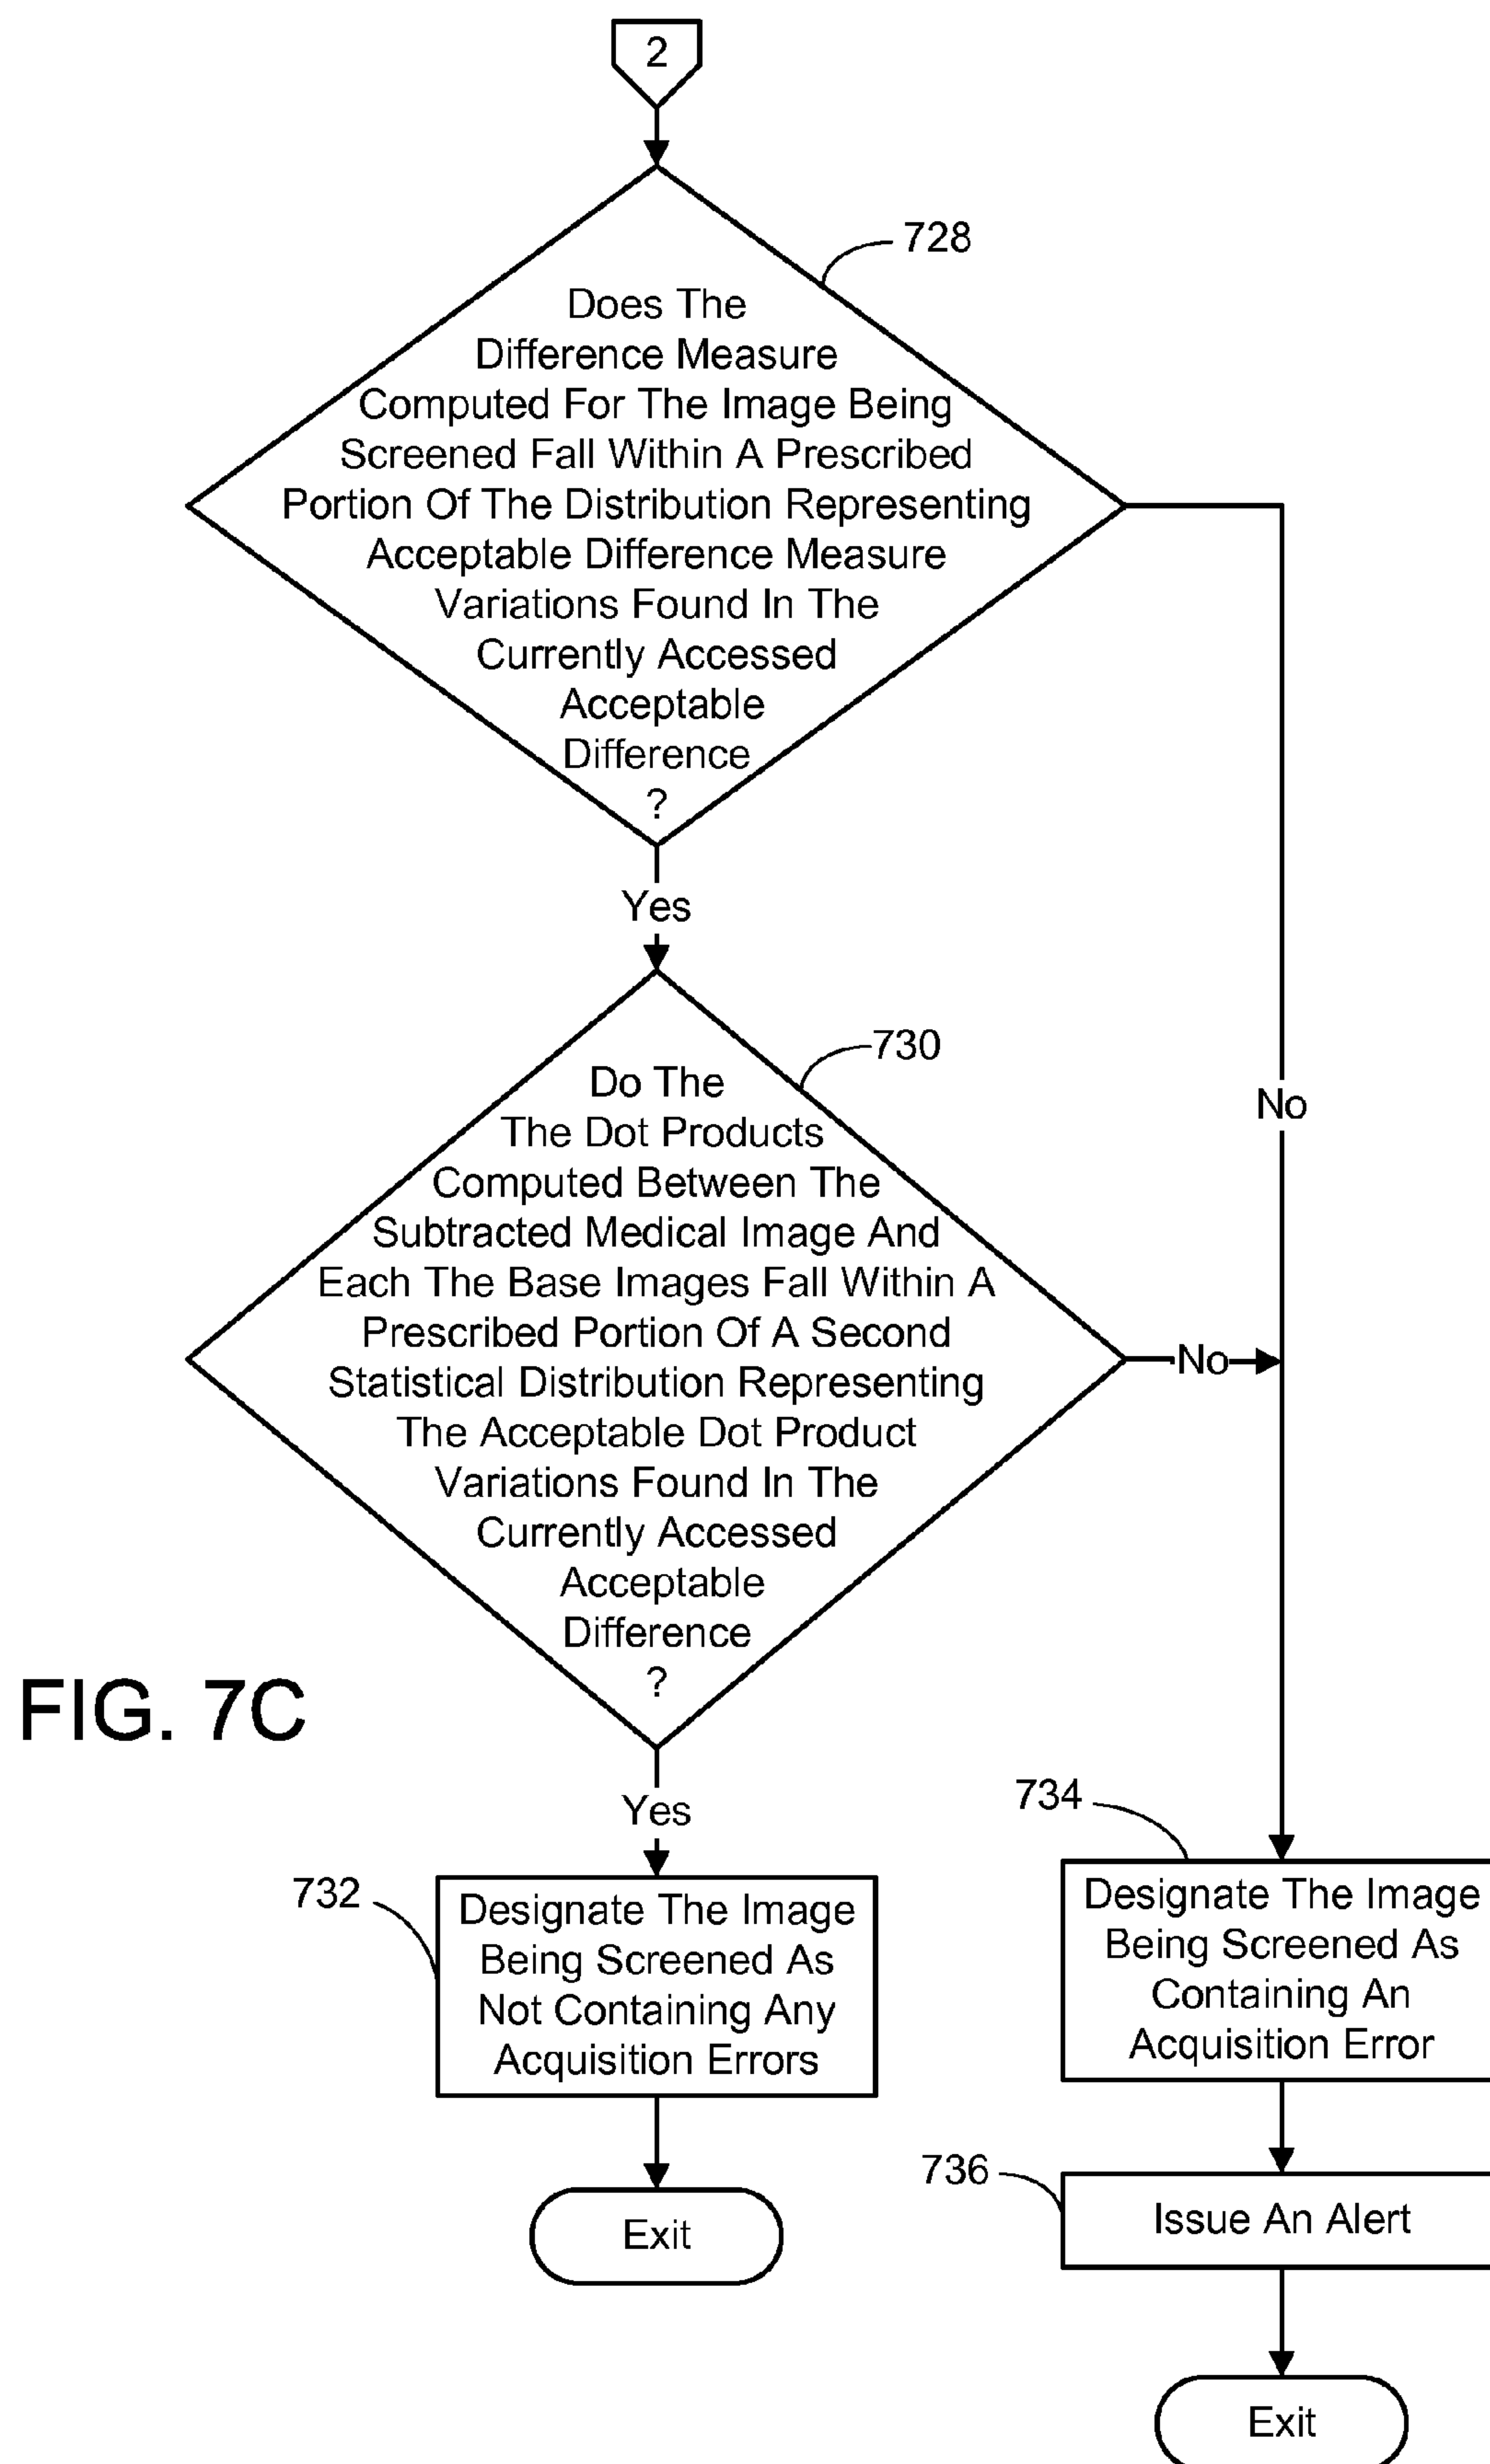 2
728
Does The
Difference Measure
Computed For The Image Being
Screened Fall Within A Prescribed
Portion Of The Distribution Representing
Acceptable Difference Measure
Variations Found In The
Currently Accessed
Acceptable
Difference
?
Yes
No
730
Do The
The Dot Products
Computed Between The
Subtracted Medical Image And
Each The Base Images Fall Within A
Prescribed Portion Of A Second
Statistical Distribution Representing
The Acceptable Dot Product
Variations Found In The
Currently Accessed
Acceptable
Difference
?
No
FIG. 7C
Yes
732
Designate The Image
Being Screened As
Not Containing Any
Acquisition Errors
Exit
734
Designate The Image
Being Screened As
Containing An
Acquisition Error
736
Issue An Alert
Exit